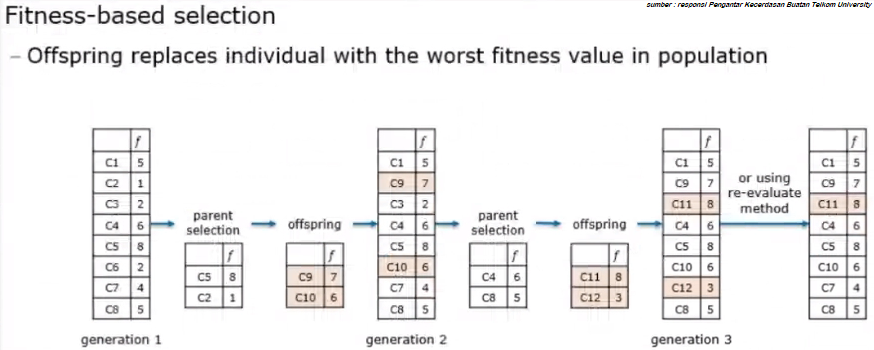 sumber : responsi Pengantar Kecerdasan Buatan Telkom University
Fitness-based selection
– Offspring replaces individual with the worst fitness value in population
f
C1 5
C2 1
C3 2
C4 6
C5 8
C6 2
C7 4
C8 5
generation 1
parent
selection
f
C5 8
C2 1
offspring
f
C9 7
C10 6
f
C1 5
C9 7
C3 2
C4 6
C5 8
C10 6
C7 4
C8 5
generation 2
parent
selection
f
C4 6
C8 5
offspring
f
C11 8
C12 3
f
C1 5
C9 7
C11 8
C4 6
C5 8
C10 6
C12 3
C8 5
generation 3
or using
re-evaluate
method
f
C1 5
C9 7
C11 8
C4 6
C5 8
C10 6
C7 4
C8 5